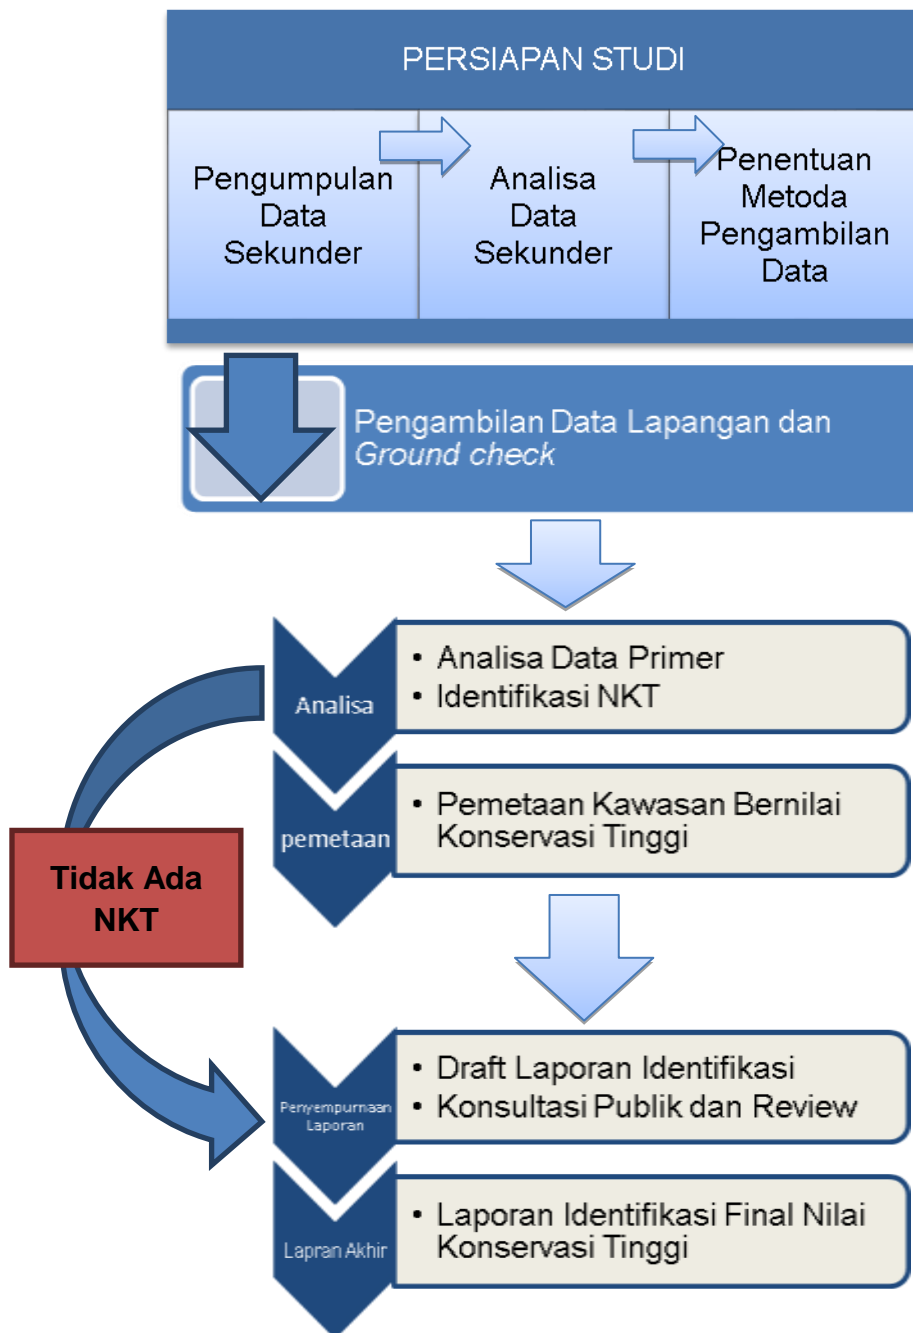 PERSIAPAN STUDI
Pengumpulan
Data
Sekunder
Analisa
Data
Sekunder
Penentuan
Metoda
Pengambilan
Data
Pengambilan Data Lapangan dan
Ground check
Analisa
• Analisa Data Primer
• Identifikasi NKT
pemetaan
• Pemetaan Kawasan Bernilai
Konservasi Tinggi
Tidak Ada
NKT
Penyempurnaan
Laporan
• Draft Laporan Identifikasi
• Konsultasi Publik dan Review
Lapran Akhir
• Laporan Identifikasi Final Nilai
Konservasi Tinggi